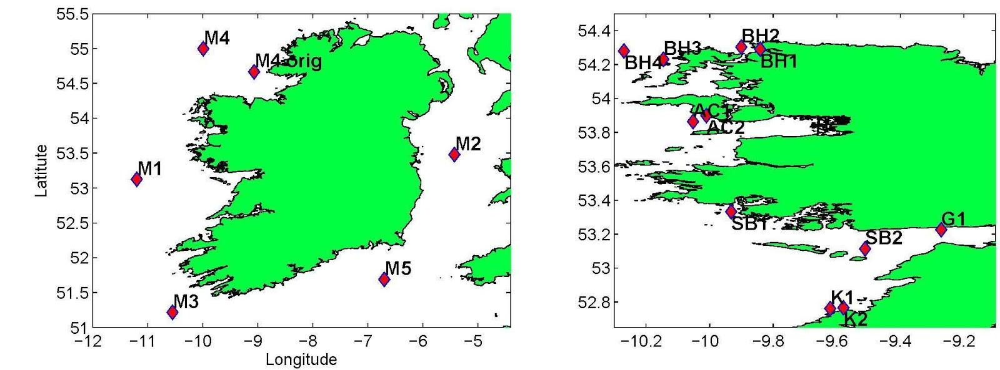 55.5
55
54.5
54
53.5
53
52.5
52
51.5
51
Latitute
M4
M4-orig
M2
M1
M5
M3
−12
−11
−10
−9
−8
−7
−6
−5
Longitude
54.4
54.2
54
53.8
53.6
53.4
53.2
53
52.8
BH2
BH3
BH4
BH1
AC1
AC2
SB1
G1
SB2
K1
K2
−10.2
−10
−9.8
−9.6
−9.4
−9.2